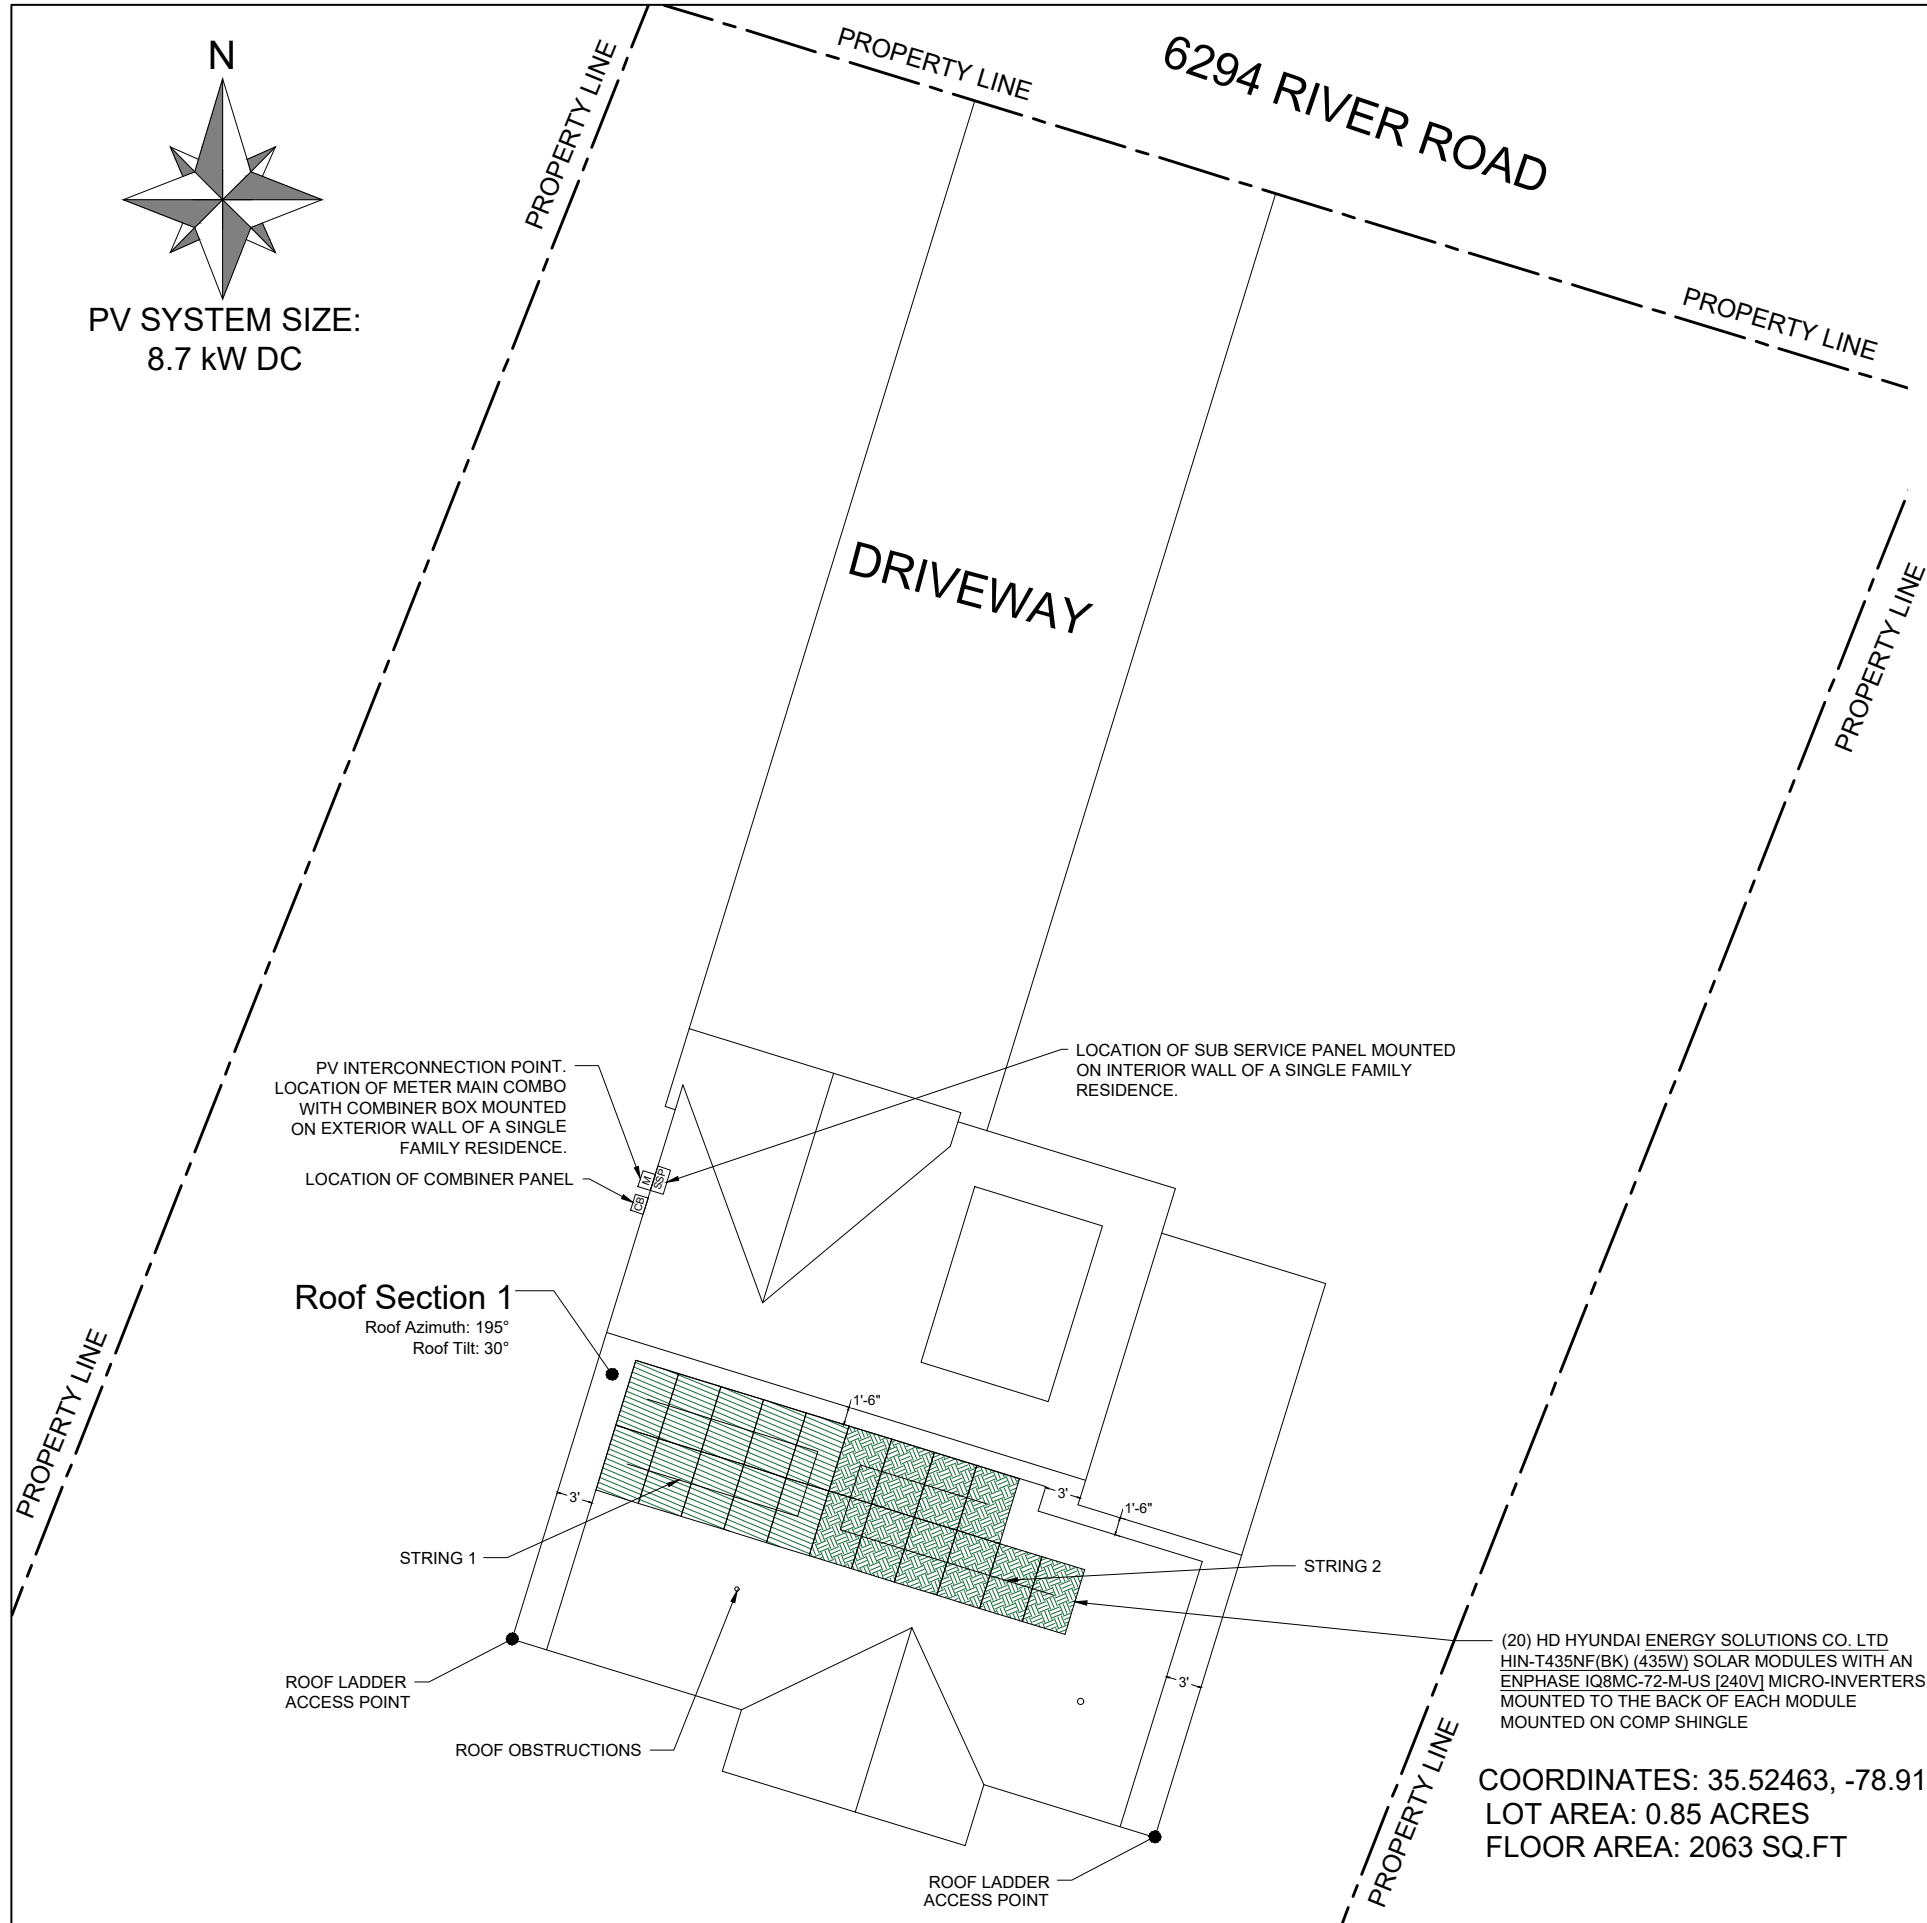 N
PV SYSTEM SIZE:
8.7 kW DC
PROPERTY LINE
PROPERTY LINE
6294 RIVER ROAD
PROPERTY LINE
DRIVEWAY
PROPERTY LINE
PV INTERCONNECTION POINT.
LOCATION OF METER MAIN COMBO
WITH COMBINER BOX MOUNTED
ON EXTERIOR WALL OF A SINGLE
FAMILY RESIDENCE.
LOCATION OF COMBINER PANEL
LOCATION OF SUB SERVICE PANEL MOUNTED
ON INTERIOR WALL OF A SINGLE FAMILY
RESIDENCE.
M
SSP
CB
Roof Section 1
Roof Azimuth: 195°
Roof Tilt: 30°
PROPERTY LINE
1'-6"
3'
3'
1'-6"
STRING 1
STRING 2
3'
ROOF LADDER
ACCESS POINT
ROOF OBSTRUCTIONS
(20) HD HYUNDAI ENERGY SOLUTIONS CO. LTD
HIN-T435NF(BK) (435W) SOLAR MODULES WITH AN
ENPHASE IQ8MC-72-M-US [240V] MICRO-INVERTERS
MOUNTED TO THE BACK OF EACH MODULE
MOUNTED ON COMP SHINGLE
PROPERTY LINE
COORDINATES: 35.52463, -78.91
LOT AREA: 0.85 ACRES
FLOOR AREA: 2063 SQ.FT
ROOF LADDER
ACCESS POINT